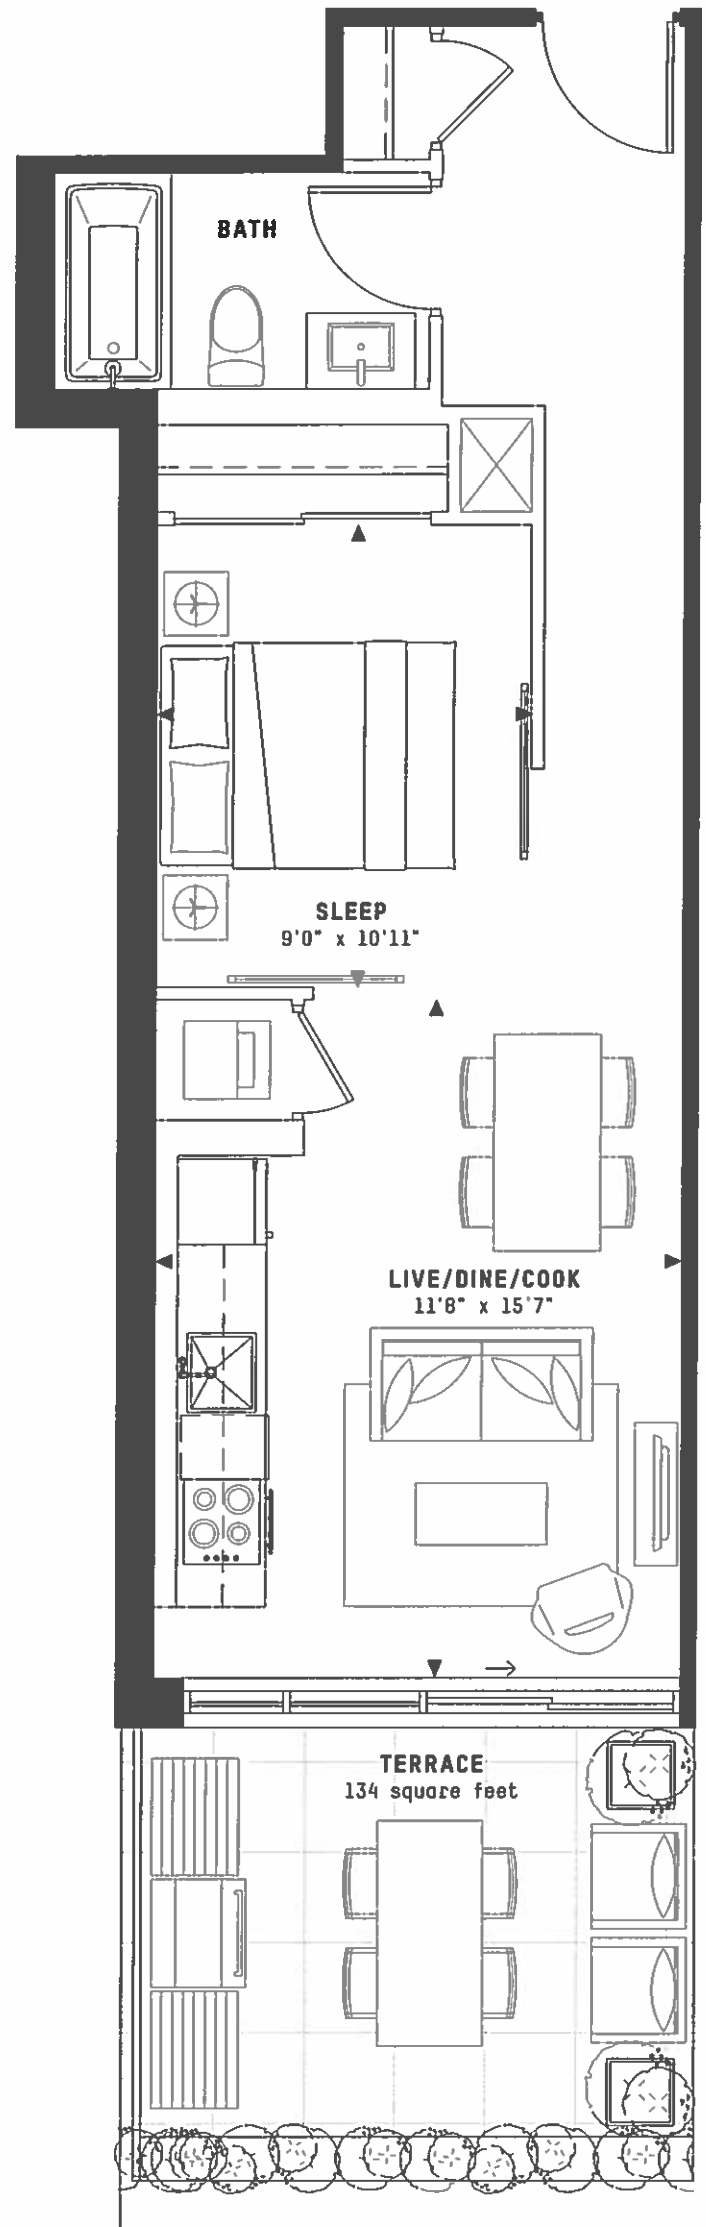 BATH
SLEEP
9'0" x 10'11"
LIVE/DINE/COOK
11'8" x 15'7"
TERRACE
134 square feet